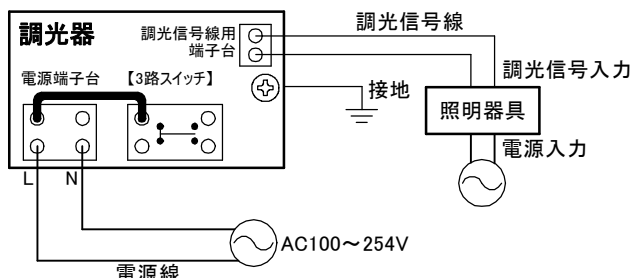 調光器
調光信号線用
端子台
電源端子台
【3路スイッチ】
L
N
調光信号線
接地
調光信号入力
照明器具
電源入力
AC100～254V
電源線